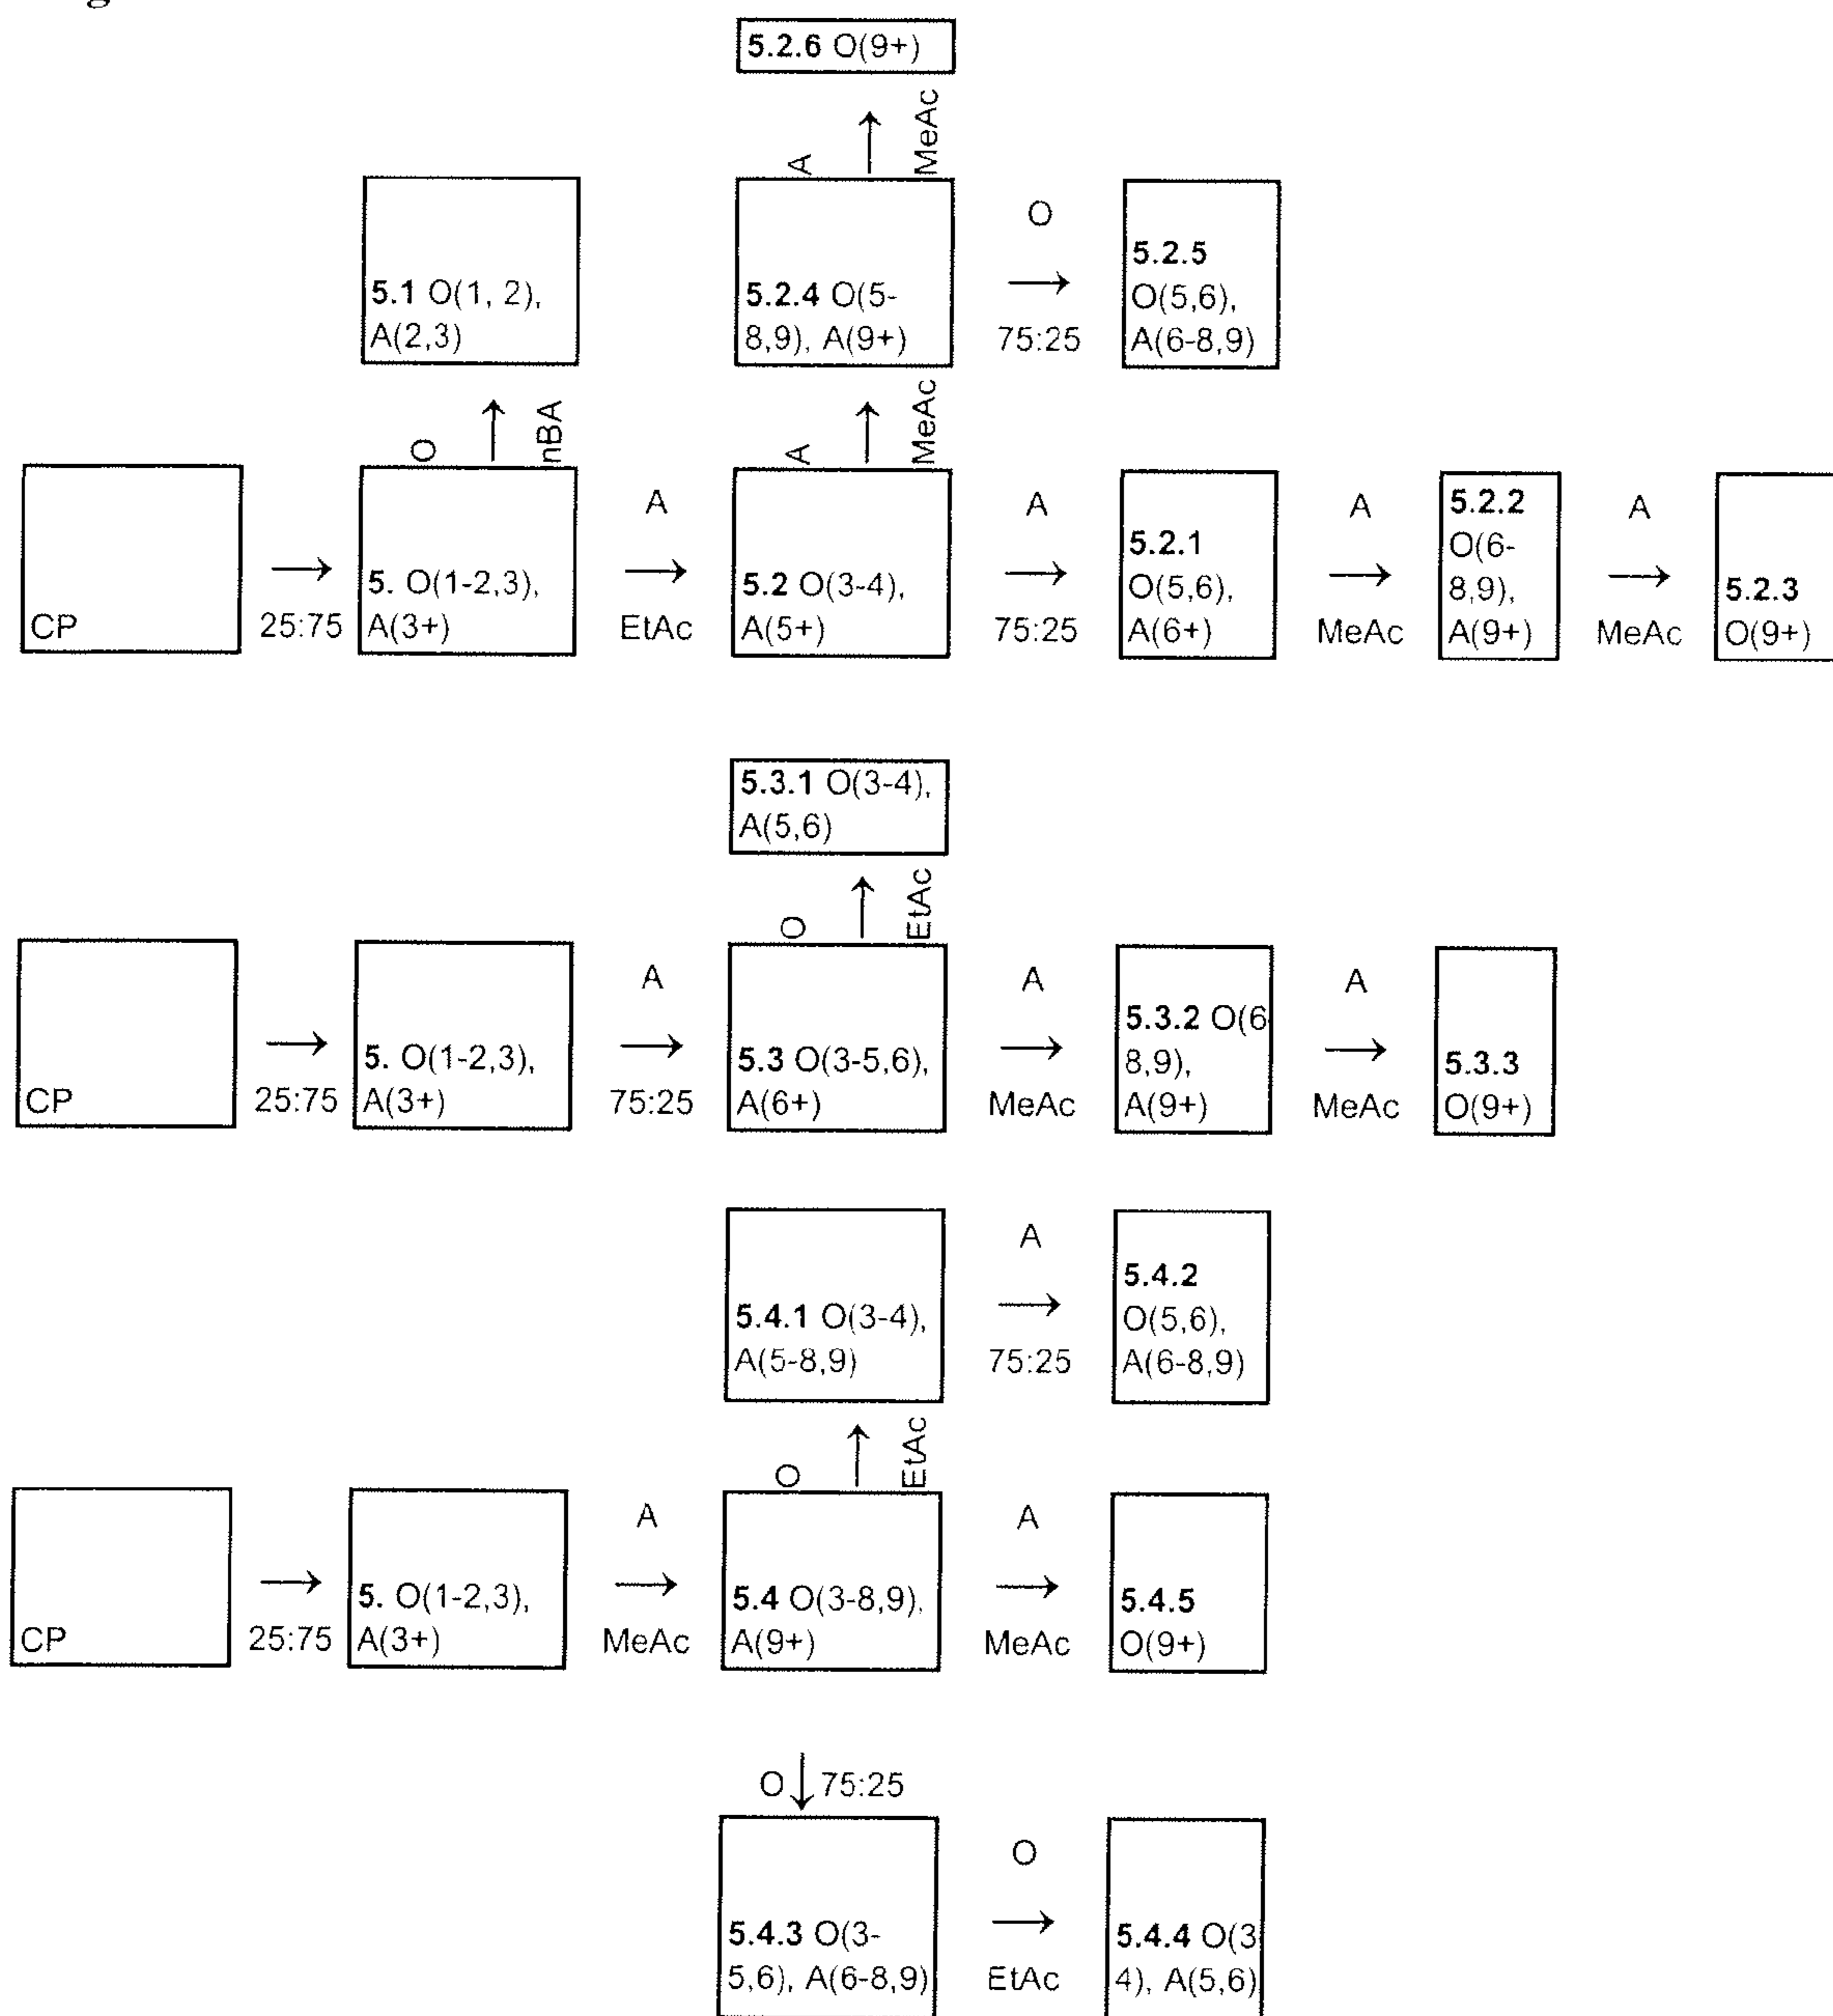 5.2.6 O(9+)
A
MeAc
5.1 O(1, 2),
A(2,3)
5.2.4 O(5-
8,9), A(9+)
O
75:25
5.2.5
O(5,6),
A(6-8,9)
O
nBA
A
MeAc
CP
25:75
5. O(1-2,3),
A(3+)
A
EtAc
5.2 O(3-4),
A(5+)
A
75:25
5.2.1
O(5,6),
A(6+)
A
MeAc
5.2.2
O(6-
8,9),
A(9+)
A
MeAc
5.2.3
O(9+)
5.3.1 O(3-4),
A(5,6)
O
EtAc
CP
25:75
5. O(1-2,3),
A(3+)
A
75:25
5.3 O(3-5,6),
A(6+)
A
MeAc
5.3.2 O(6
8,9),
A(9+)
A
MeAc
5.3.3
O(9+)
5.4.1 O(3-4),
A(5-8,9)
A
75:25
5.4.2
O(5,6),
A(6-8,9)
O
EtAc
CP
25:75
5. O(1-2,3),
A(3+)
A
MeAc
5.4 O(3-8,9),
A(9+)
A
MeAc
5.4.5
O(9+)
O
75:25
5.4.3 O(3-
5,6), A(6-8,9)
O
EtAc
5.4.4 O(3
4), A(5,6)